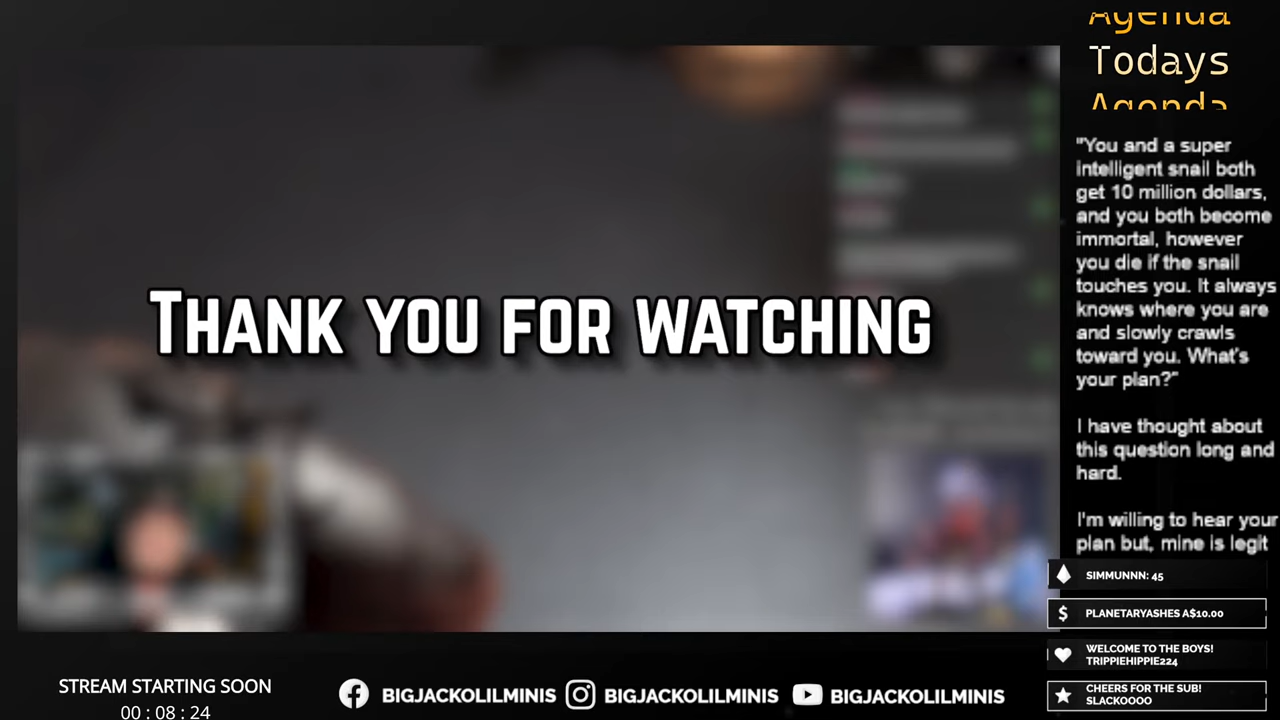 Agenda
Todays
Agenda
"You and a super
intelligent snail both
get 10 million dollars,
and you both become
immortal, however
you die if the snail
touches you. It always
knows where you are
and slowly crawls
toward you. What's
your plan?"
I have thought about
this question long and
hard.
I'm willing to hear your
plan but, mine is legit
THANK YOU FOR WATCHING
SIMMUNNN: 45
$ PLANETARYASHES A$10.00
WELCOME TO THE BOYS!
TRIPPIEHIPPIE224
CHEERS FOR THE SUB!
SLACKOOOO
STREAM STARTING SOON
00 : 08 : 24
BIGJACKOLILMINIS
BIGJACKOLILMINIS
BIGJACKOLILMINIS